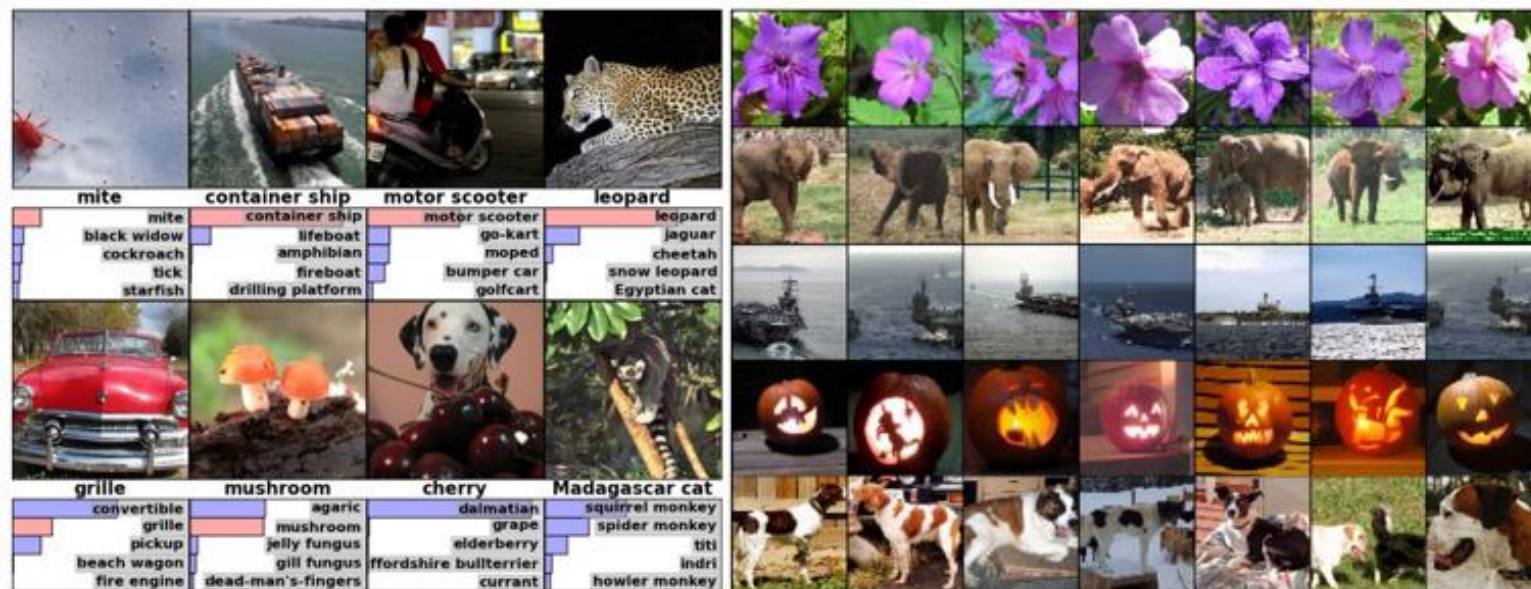 mite container ship motor scooter leopard
mite container ship motor scooter leopard
black widow lifeboat go-kart jaguar
cockroach amphibian moped cheetah
tick fireboat bumper car snow leopard
starfish drilling platform golfcart Egyptian cat
grille mushroom cherry Madagascar cat
convertible agaric dalmatian squirrel monkey
grille mushroom grape spider monkey
pickup jelly fungus elderberry titi
beach wagon gill fungus ffordshire bullterrier indri
fire engine dead-man's-fingers currant howler monkey